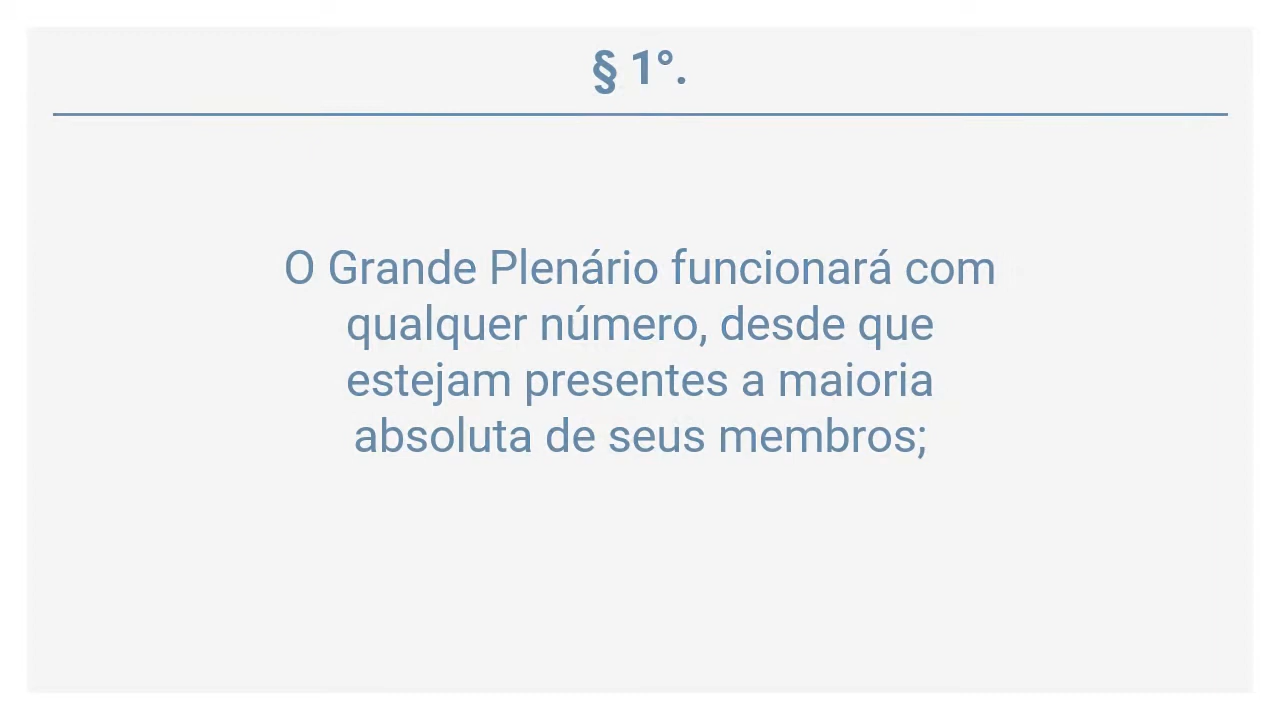 § 1°.
O Grande Plenário funcionará com
qualquer número, desde que
estejam presentes a maioria
absoluta de seus membros;